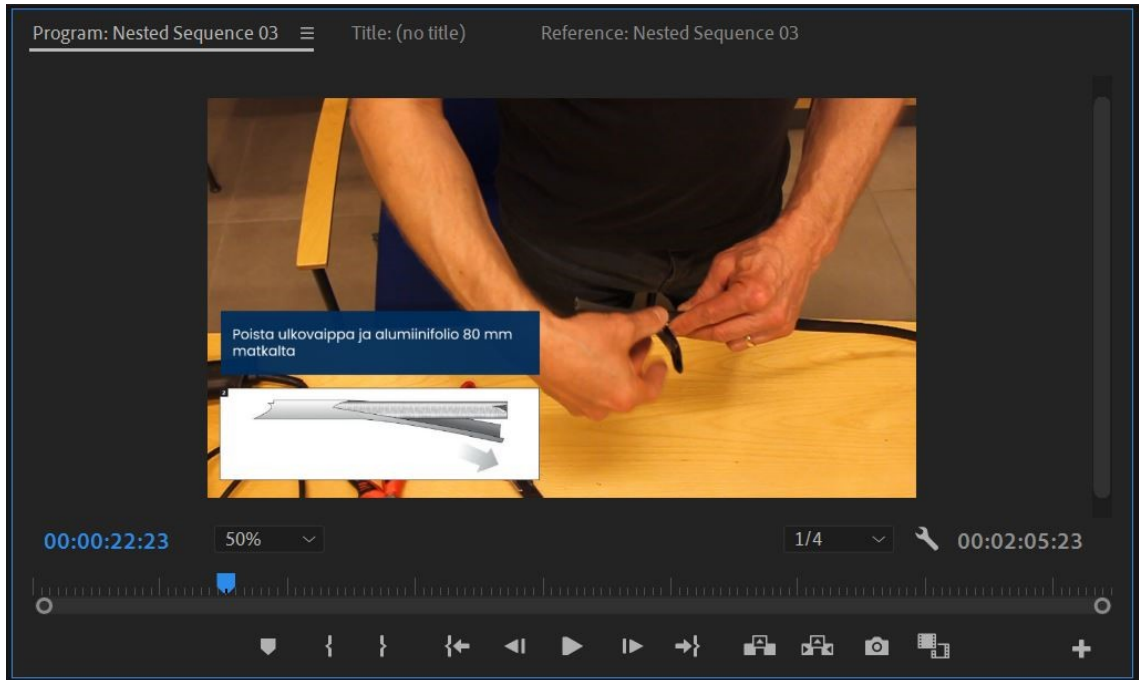 Program: Nested Sequence 03
Title: (no title)
Reference: Nested Sequence 03
Poista ulkovaippa ja alumiinifolio 80 mm
matkalta
2
00:00:22:23
50%
1/4
00:02:05:23